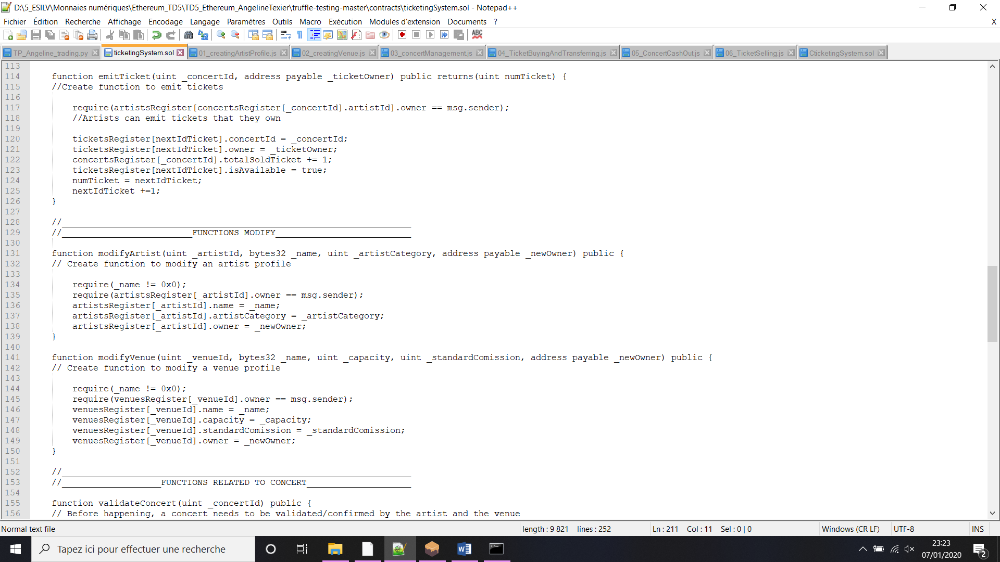 D:\5_ESILV\Monnaies numériques\Ethereum_TD5\TD5_Ethereum_AngelineTexier\truffle-testing-master\contracts\ticketingSystem.sol - Notepad++
Fichier Édition Recherche Affichage Encodage Langage Paramètres Outils Macro Exécution Modules d'extension Documents ? X
TP_Angeline_trading.py ticketingSystem.sol 01_creatingArtistProfile.js 02_creatingVenue.js 03_concertManagement.js 04_TicketBuyingAndTransferring.js 05_ConcertCashOut.js 06_TicketSelling.js CticketingSystem.sol
113
114 function emitTicket(uint _concertId, address payable _ticketOwner) public returns(uint numTicket) {
115 //Create function to emit tickets
116
117 require(artistsRegister[concertsRegister[_concertId].artistId].owner == msg.sender);
118 //Artists can emit tickets that they own
119
120 ticketsRegister[nextIdTicket].concertId = _concertId;
121 ticketsRegister[nextIdTicket].owner = _ticketOwner;
122 concertsRegister[_concertId].totalSoldTicket += 1;
123 ticketsRegister[nextIdTicket].isAvailable = true;
124 numTicket = nextIdTicket;
125 nextIdTicket +=1;
126 }
127
128 //___________________________________________________________________
129 //_________________________FUNCTIONS MODIFY__________________________
130
131 function modifyArtist(uint _artistId, bytes32 _name, uint _artistCategory, address payable _newOwner) public {
132 // Create function to modify an artist profile
133
134 require(_name != 0x0);
135 require(artistsRegister[_artistId].owner == msg.sender);
136 artistsRegister[_artistId].name = _name;
137 artistsRegister[_artistId].artistCategory = _artistCategory;
138 artistsRegister[_artistId].owner = _newOwner;
139 }
140
141 function modifyVenue(uint _venueId, bytes32 _name, uint _capacity, uint _standardComission, address payable _newOwner) public {
142 // Create function to modify a venue profile
143
144 require(_name != 0x0);
145 require(venuesRegister[_venueId].owner == msg.sender);
146 venuesRegister[_venueId].name = _name;
147 venuesRegister[_venueId].capacity = _capacity;
148 venuesRegister[_venueId].standardComission = _standardComission;
149 venuesRegister[_venueId].owner = _newOwner;
150 }
151
152 //___________________________________________________________________
153 //___________________FUNCTIONS RELATED TO CONCERT____________________
154
155 function validateConcert(uint _concertId) public {
156 // Before happening, a concert needs to be validated/confirmed by the artist and the venue
Normal text file length : 9 821 lines : 252 Ln : 211 Col : 11 Sel : 0 | 0 Windows (CR LF) UTF-8 INS
Tapez ici pour effectuer une recherche
23:23
07/01/2020
2